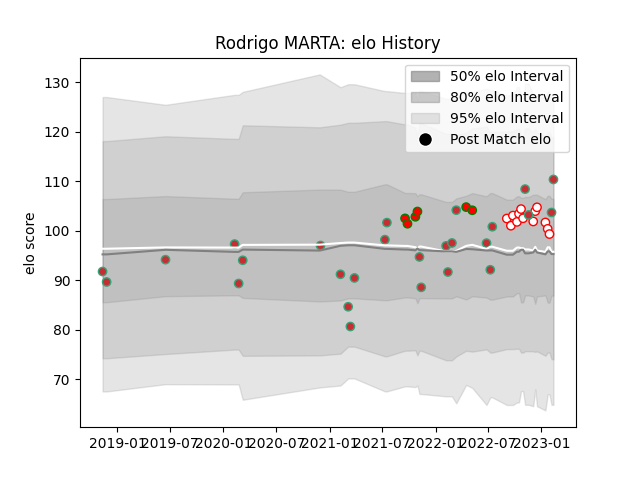 Rodrigo MARTA: elo History
50% elo Interval
80% elo Interval
95% elo Interval
Post Match elo
elo score
130
120
110
100
90
80
70
2019-01
2019-07
2020-01
2020-07
2021-01
2021-07
2022-01
2022-07
2023-01